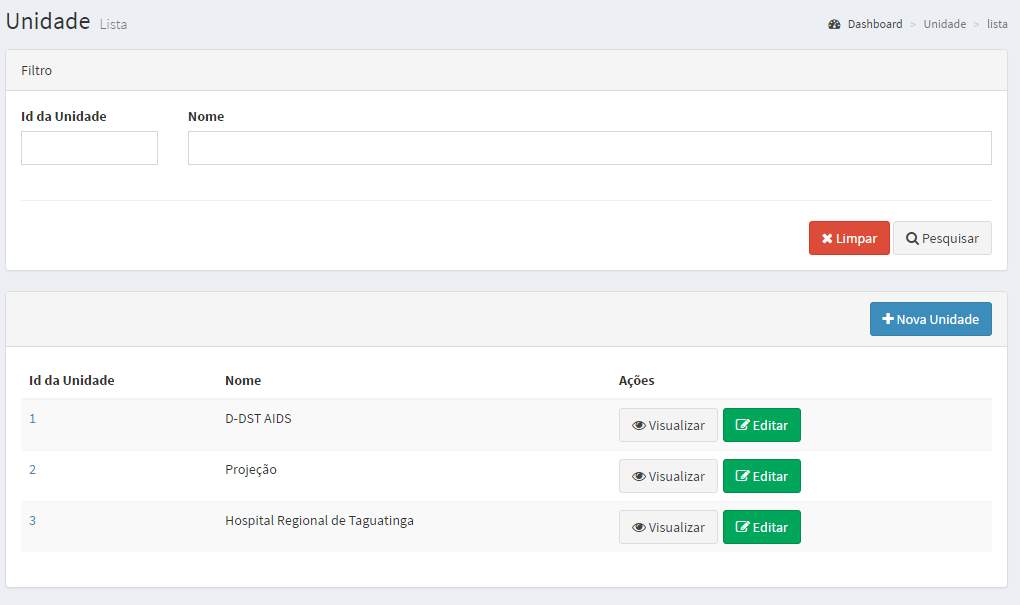 Unidade Lista
Dashboard > Unidade > lista
Filtro
Id da Unidade Nome
Limpar Pesquisar
Nova Unidade
Id da Unidade Nome Ações
1 D-DST AIDS Visualizar Editar
2 Projeção Visualizar Editar
3 Hospital Regional de Taguatinga Visualizar Editar